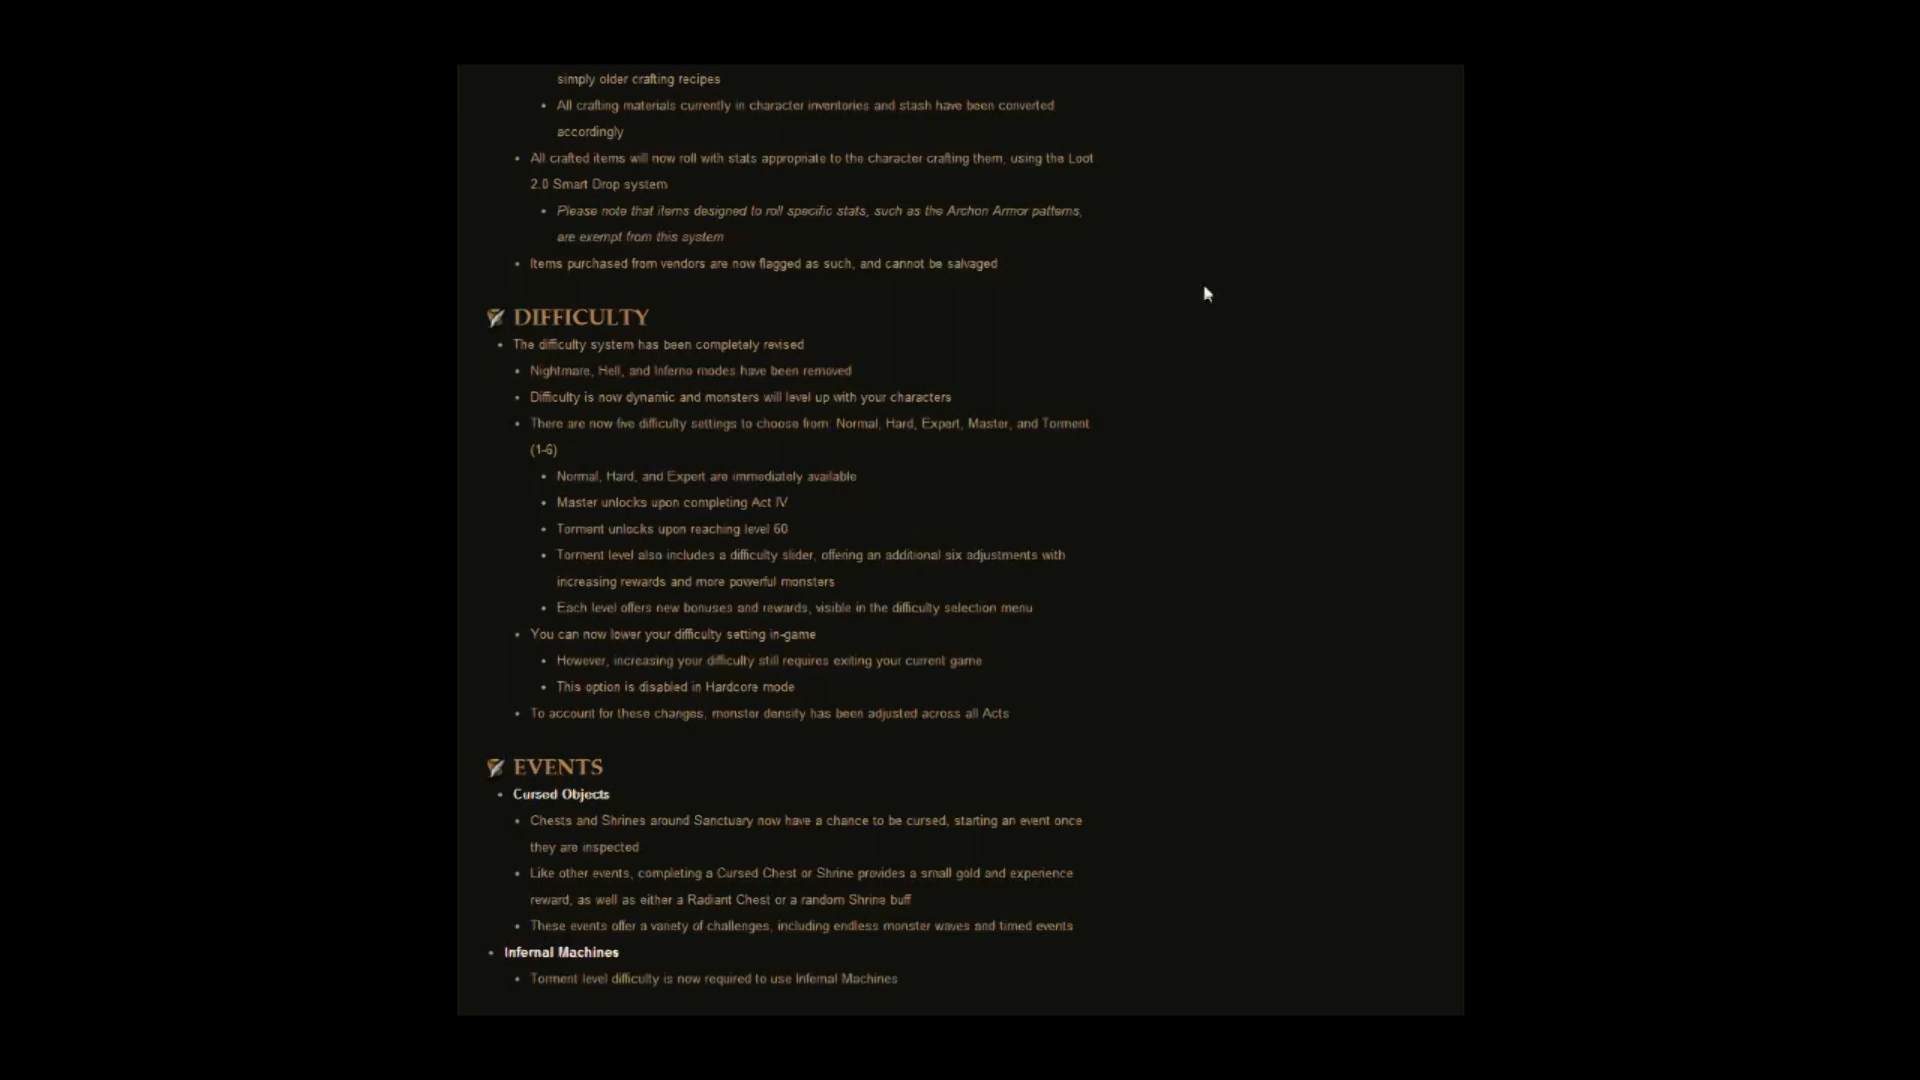 simply older crafting recipes
• All crafting materials currently in character inventories and stash have been converted
accordingly
• All crafted items will now roll with stats appropriate to the character crafting them, using the Loot
2.0 Smart Drop system
• Please note that items designed to roll specific stats, such as the Archon Armor patterns,
are exempt from this system
• Items purchased from vendors are now flagged as such, and cannot be salvaged
DIFFICULTY
• The difficulty system has been completely revised
• Nightmare, Hell, and Inferno modes have been removed
• Difficulty is now dynamic and monsters will level up with your characters
• There are now five difficulty settings to choose from: Normal, Hard, Expert, Master, and Torment
(1-6)
• Normal, Hard, and Expert are immediately available
• Master unlocks upon completing Act IV
• Torment unlocks upon reaching level 60
• Torment level also includes a difficulty slider, offering an additional six adjustments with
increasing rewards and more powerful monsters
• Each level offers new bonuses and rewards, visible in the difficulty selection menu
• You can now lower your difficulty setting in-game
• However, increasing your difficulty still requires exiting your current game
• This option is disabled in Hardcore mode
• To account for these changes, monster density has been adjusted across all Acts
EVENTS
• Cursed Objects
• Chests and Shrines around Sanctuary now have a chance to be cursed, starting an event once
they are inspected
• Like other events, completing a Cursed Chest or Shrine provides a small gold and experience
reward, as well as either a Radiant Chest or a random Shrine buff
• These events offer a variety of challenges, including endless monster waves and timed events
• Infernal Machines
• Torment level difficulty is now required to use Infernal Machines